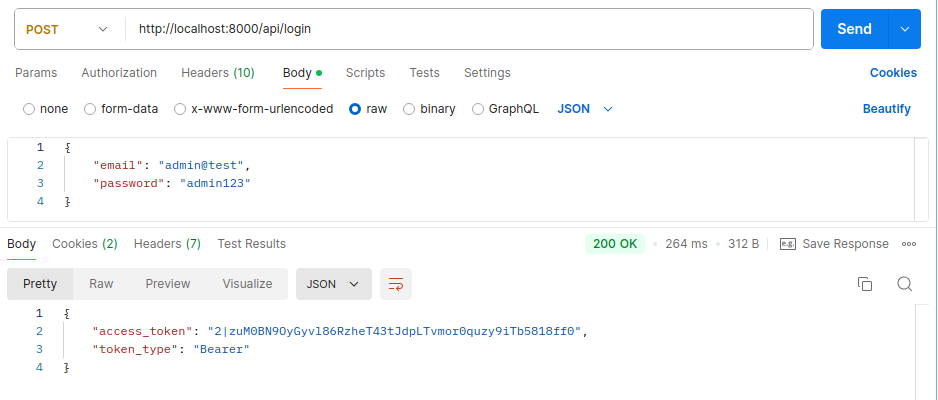 POST http://localhost:8000/api/login Send
Params Authorization Headers (10) Body Scripts Tests Settings Cookies
none form-data x-www-form-urlencoded raw binary GraphQL JSON Beautify
1 {
2 "email": "admin@test",
3 "password": "admin123"
4 }
Body Cookies (2) Headers (7) Test Results 200 OK 264 ms 312 B e.g. Save Response
Pretty Raw Preview Visualize JSON
1 {
2 "access_token": "2|zuM0BN9OyGyvl86RzheT43tJdpLTvmor0quzy9iTb5818ff0",
3 "token_type": "Bearer"
4 }